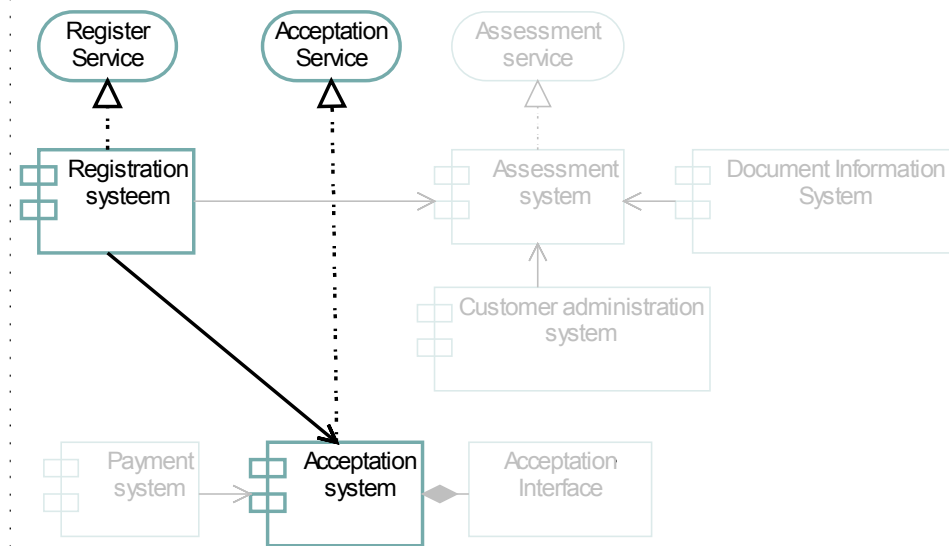 Register
Service
Acceptation
Service
Assessment
service
Registration
systeem
Assessment
system
Document Information
System
Customer administration
system
Payment
system
Acceptation
system
Acceptation
Interface